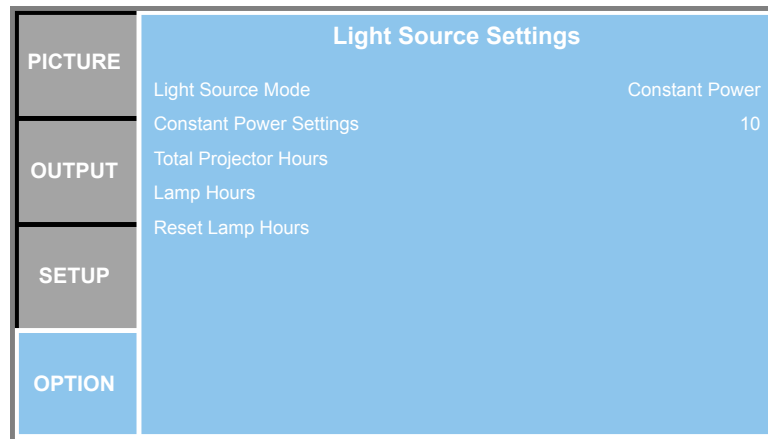 PICTURE
OUTPUT
SETUP
OPTION
Light Source Settings
Light Source Mode Constant Power
Constant Power Settings 10
Total Projector Hours
Lamp Hours
Reset Lamp Hours